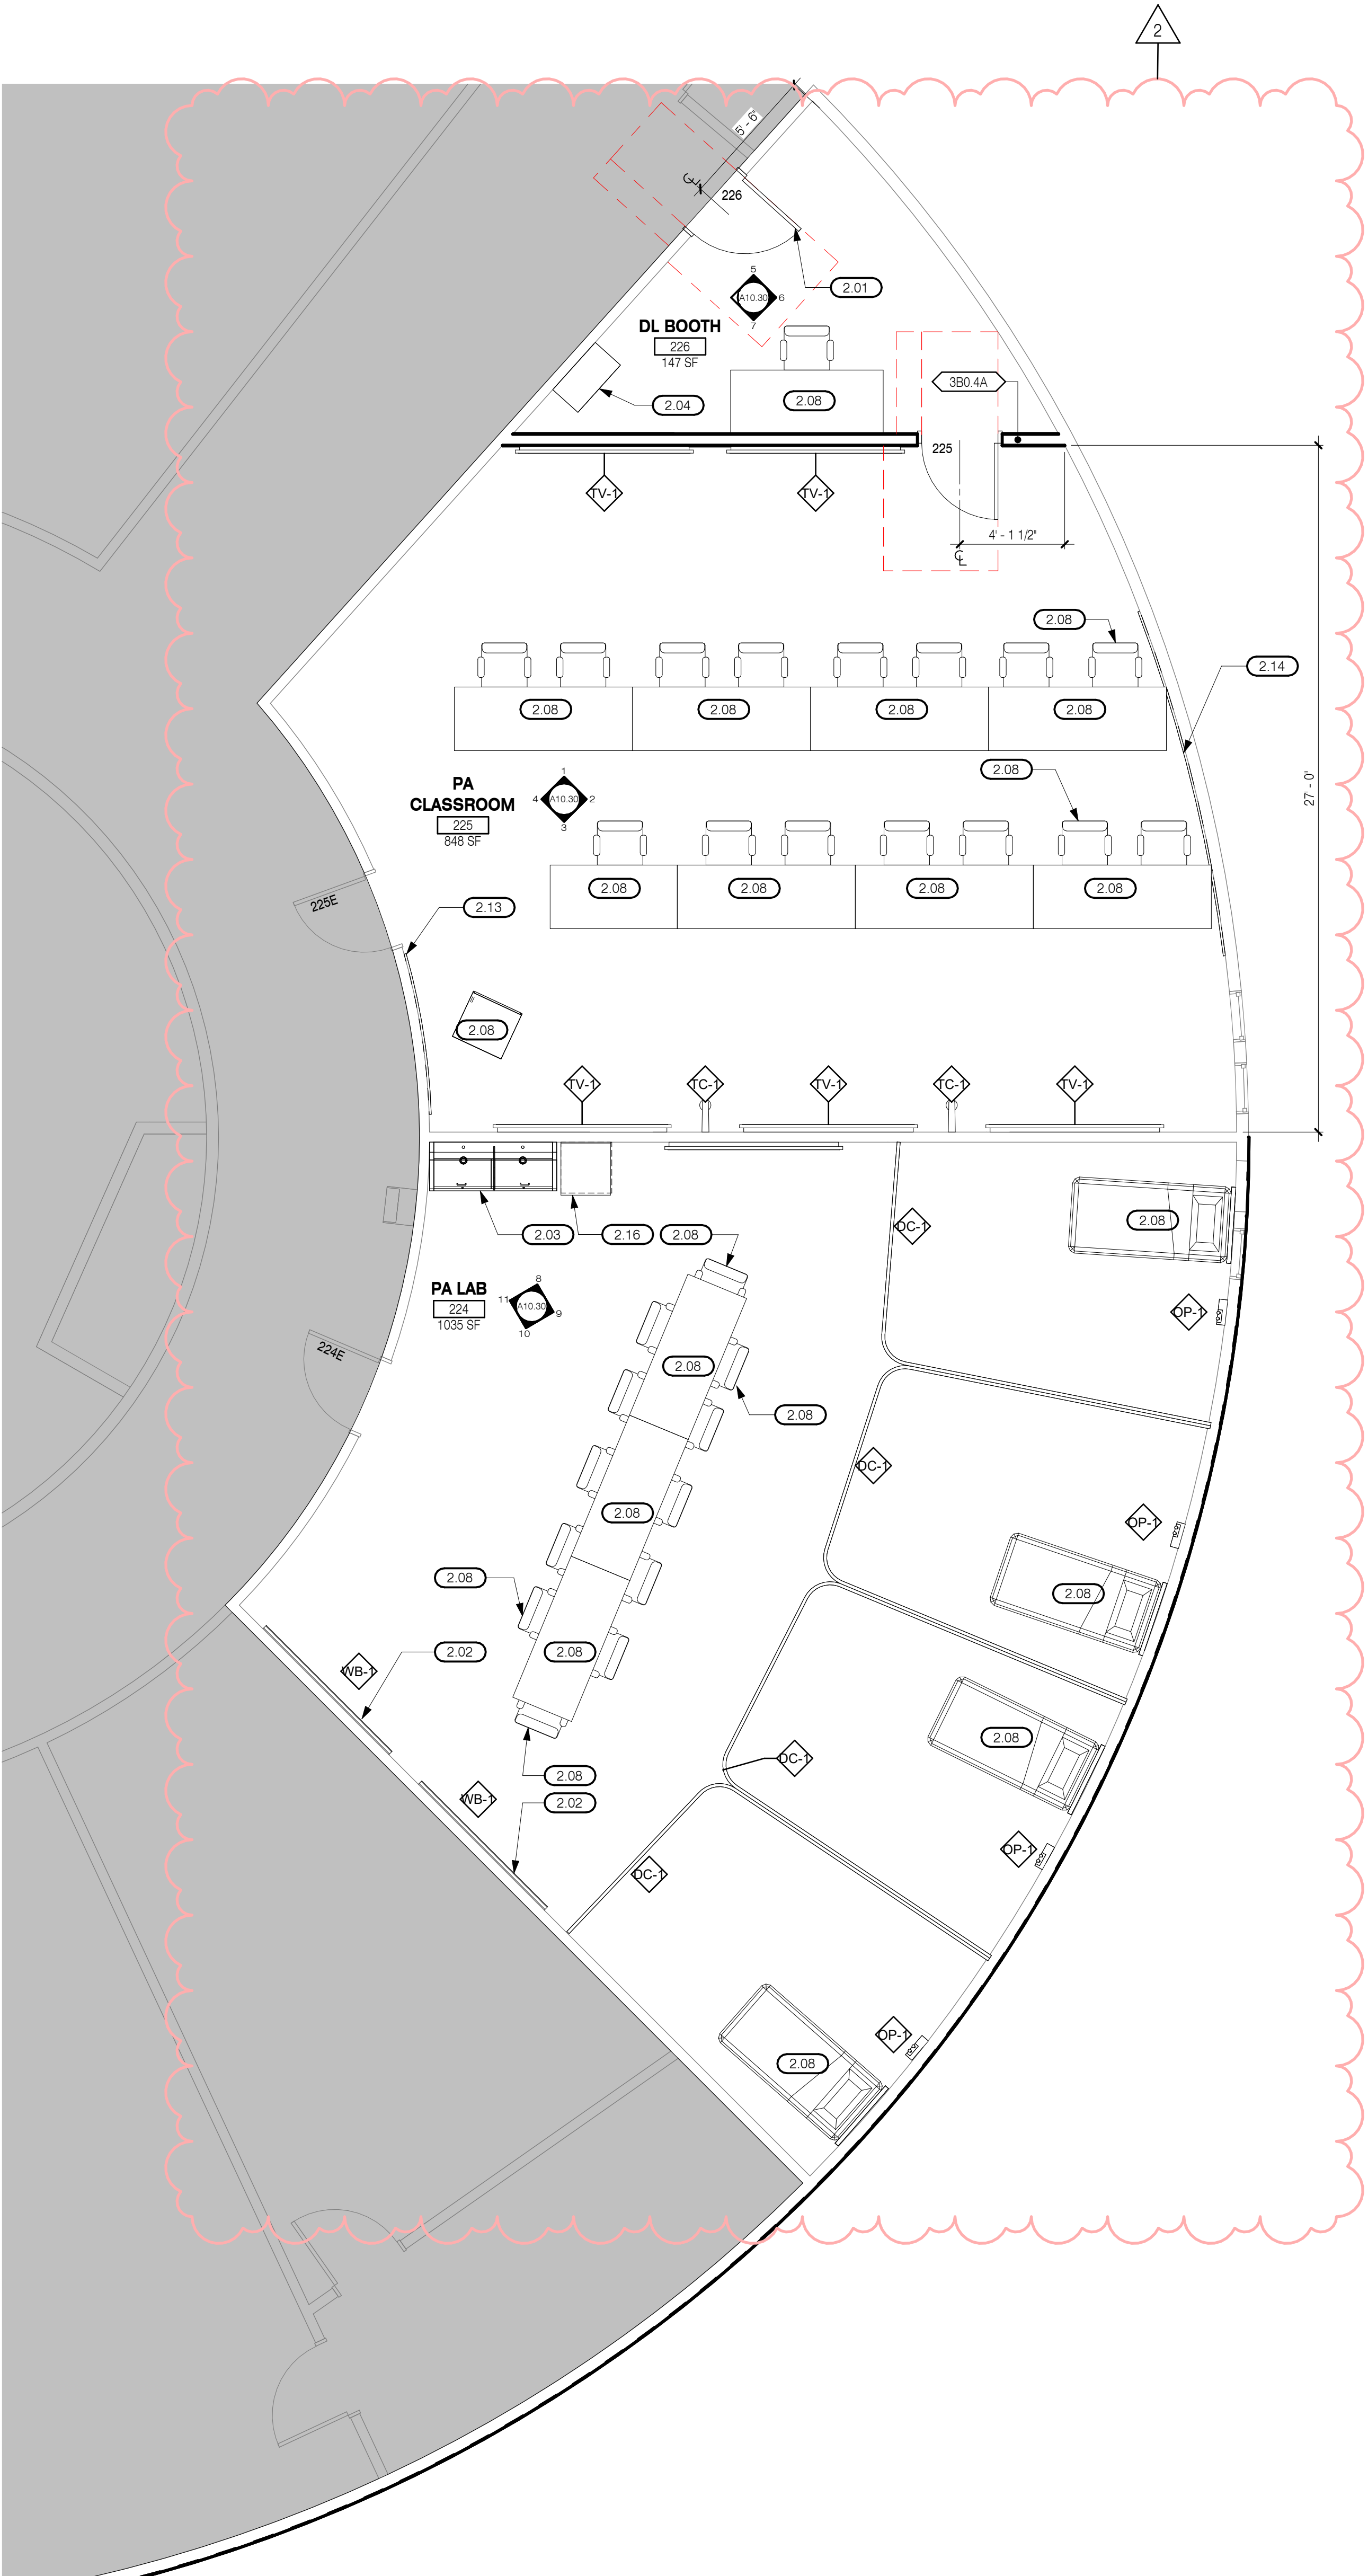 2
5' - 6"
226
5
A10.30
6
7
2.01
DL BOOTH
226
147 SF
2.04
2.08
3B0.4A
225
TV-1
TV-1
4' - 1 1/2"
CL
2.08
2.14
2.08
2.08
2.08
2.08
27' - 0"
2.08
PA
CLASSROOM
225
848 SF
1
4
A10.30
2
3
2.08
2.08
2.08
2.08
225E
2.13
2.08
TV-1
TC-1
TV-1
TC-1
TV-1
2.03
2.16
2.08
DC-1
2.08
PA LAB
224
1035 SF
8
11
A10.30
9
10
OP-1
224E
2.08
2.08
DC-1
2.08
OP-1
2.08
2.08
2.02
2.08
WB-1
2.08
DC-1
2.08
2.02
WB-1
OP-1
DC-1
OP-1
2.08